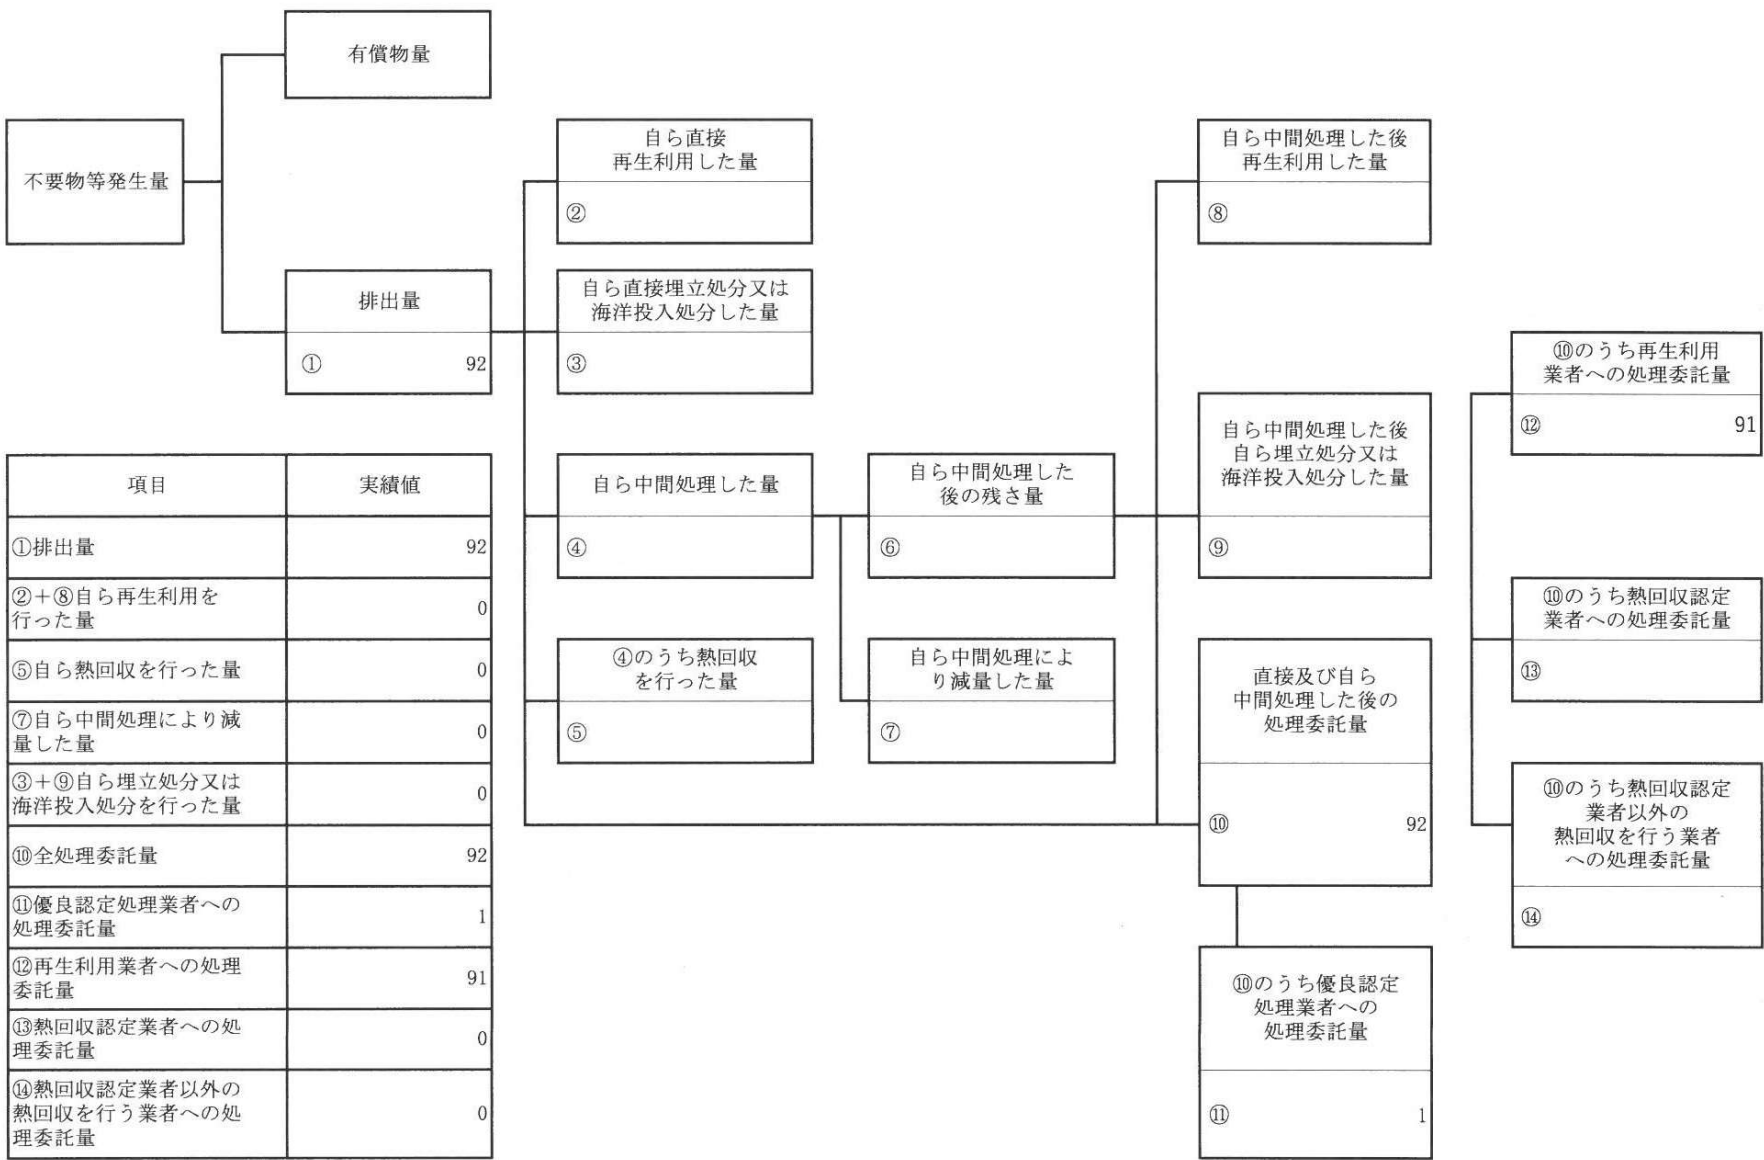 有償物量
不要物等発生量
排出量
① 92
自ら直接
再生利用した量
②
自ら直接埋立処分又は
海洋投入処分した量
③
自ら中間処理した量
④
④のうち熱回収
を行った量
⑤
自ら中間処理した
後の残さ量
⑥
自ら中間処理によ
り減量した量
⑦
自ら中間処理した後
再生利用した量
⑧
自ら中間処理した後
自ら埋立処分又は
海洋投入処分した量
⑨
直接及び自ら
中間処理した後の
処理委託量
⑩ 92
⑩のうち優良認定
処理業者への
処理委託量
⑪ 1
⑩のうち再生利用
業者への処理委託量
⑫ 91
⑩のうち熱回収認定
業者への処理委託量
⑬
⑩のうち熱回収認定
業者以外の
熱回収を行う業者
への処理委託量
⑭
項目 実績値
①排出量 92
②+⑧自ら再生利用を
行った量 0
⑤自ら熱回収を行った量 0
⑦自ら中間処理により減
量した量 0
③+⑨自ら埋立処分又は
海洋投入処分を行った量 0
⑩全処理委託量 92
⑪優良認定処理業者への
処理委託量 1
⑫再生利用業者への処理
委託量 91
⑬熱回収認定業者への処
理委託量 0
⑭熱回収認定業者以外の
熱回収を行う業者への処
理委託量 0